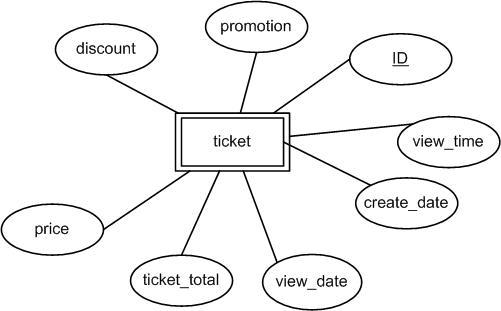 promotion
discount
ID
ticket
view_time
create_date
price
ticket_total
view_date